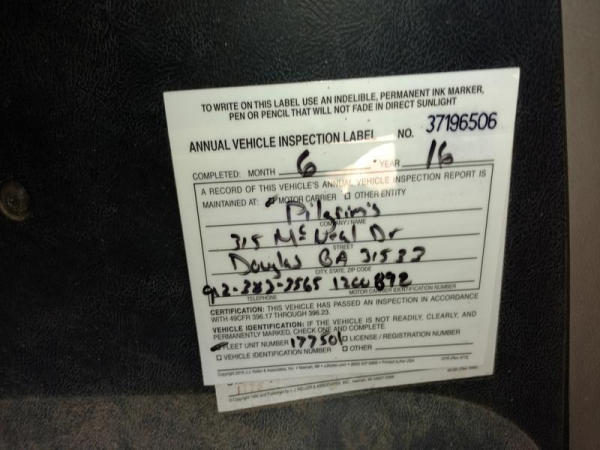 TO WRITE ON THIS LABEL USE AN INDELIBLE, PERMANENT INK MARKER,
PEN OR PENCIL THAT WILL NOT FADE IN DIRECT SUNLIGHT
ANNUAL VEHICLE INSPECTION LABEL NO. 37196506
COMPLETED: MONTH 6 YEAR 16
A RECORD OF THIS VEHICLE'S ANNUAL VEHICLE INSPECTION REPORT IS
MAINTAINED AT: MOTOR CARRIER OTHER ENTITY
Pilgrim's
COMPANY NAME
315 McNeal Dr
STREET
Douglas GA 31533
CITY, STATE, ZIP CODE
TELEPHONE MOTOR CARRIER IDENTIFICATION NUMBER
CERTIFICATION: THIS VEHICLE HAS PASSED AN INSPECTION IN ACCORDANCE
WITH 49CFR 396.17 THROUGH 396.23.
VEHICLE IDENTIFICATION: IF THE VEHICLE IS NOT READILY, CLEARLY, AND
PERMANENTLY MARKED, CHECK ONE AND COMPLETE.
FLEET UNIT NUMBER 177501 LICENSE / REGISTRATION NUMBER
VEHICLE IDENTIFICATION NUMBER OTHER